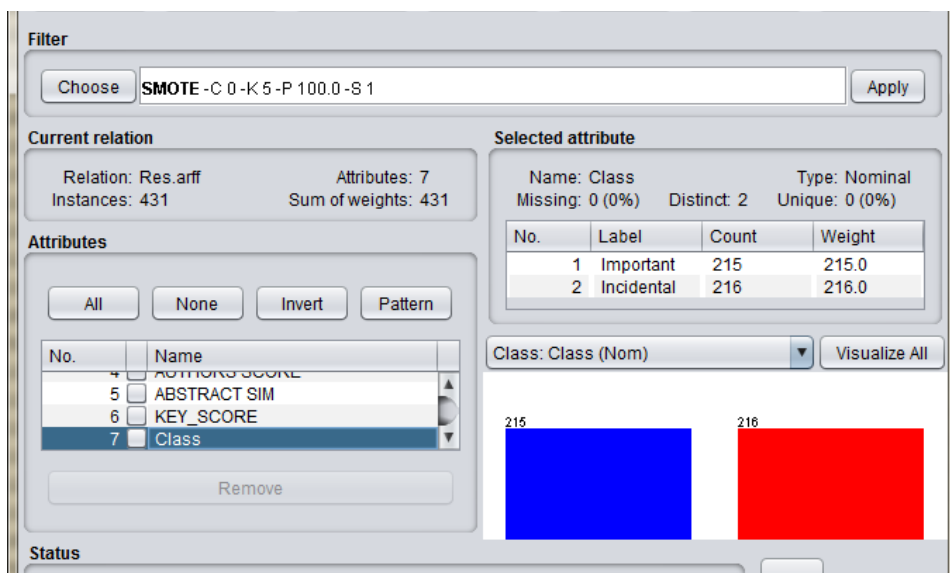 Filter
Choose SMOTE -C 0 -K 5 -P 100.0 -S 1 Apply
Current relation
Relation: Res.arff Attributes: 7
Instances: 431 Sum of weights: 431
Attributes
All None Invert Pattern
No. Name
4 AUTHORS SCORE
5 ABSTRACT SIM
6 KEY_SCORE
7 Class
Remove
Status
Selected attribute
Name: Class Type: Nominal
Missing: 0 (0%) Distinct: 2 Unique: 0 (0%)
No. Label Count Weight
1 Important 215 215.0
2 Incidental 216 216.0
Class: Class (Nom) Visualize All
215 216